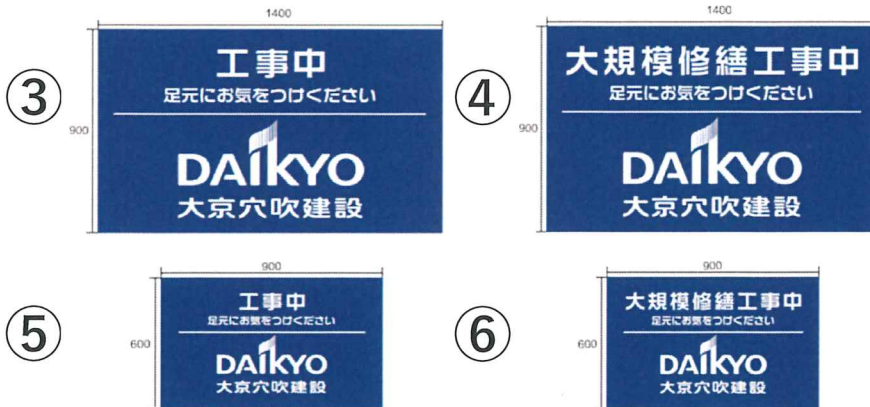 1400
900
③
工事中
足元にお気をつけください
DAIKYO
大京穴吹建設
1400
900
④
大規模修繕工事中
足元にお気をつけください
DAIKYO
大京穴吹建設
900
600
⑤
工事中
足元にお気をつけください
DAIKYO
大京穴吹建設
900
600
⑥
大規模修繕工事中
足元にお気をつけください
DAIKYO
大京穴吹建設